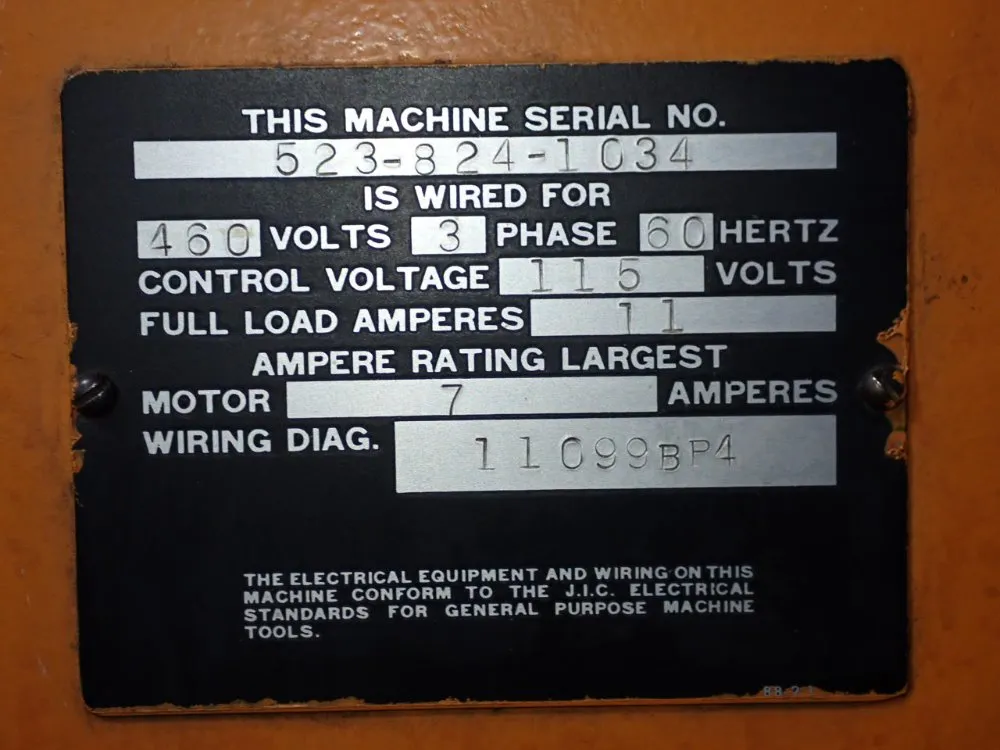 THIS MACHINE SERIAL NO.
523-824-1034
IS WIRED FOR
460 VOLTS 3 PHASE 60 HERTZ
CONTROL VOLTAGE 115 VOLTS
FULL LOAD AMPERES 11
AMPERE RATING LARGEST
MOTOR 7 AMPERES
WIRING DIAG. 11099BP4
THE ELECTRICAL EQUIPMENT AND WIRING ON THIS
MACHINE CONFORM TO THE J.I.C. ELECTRICAL
STANDARDS FOR GENERAL PURPOSE MACHINE
TOOLS.